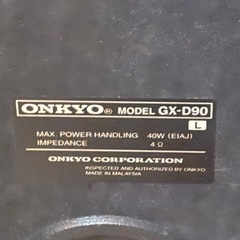 ONKYO® MODEL GX-D90
L
MAX. POWER HANDLING 40W (EIAJ)
IMPEDANCE 4 Ω
ONKYO CORPORATION
INSPECTED AND AUTHORIZED BY ONKYO
MADE IN MALAYSIA